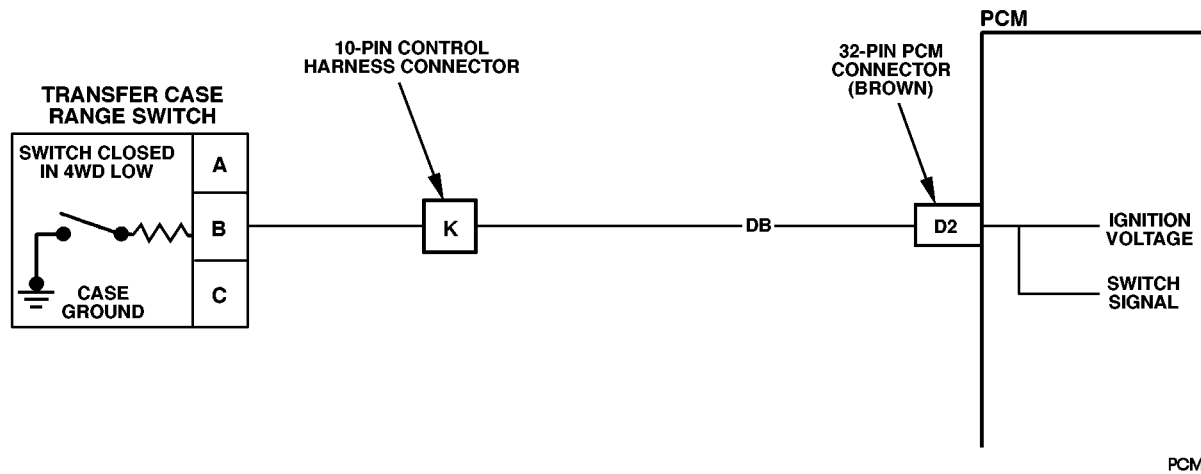 PCM
10-PIN CONTROL
HARNESS CONNECTOR
32-PIN PCM
CONNECTOR
(BROWN)
TRANSFER CASE
RANGE SWITCH
SWITCH CLOSED
IN 4WD LOW
A
B
C
CASE
GROUND
K
DB
D2
IGNITION
VOLTAGE
SWITCH
SIGNAL
PCM